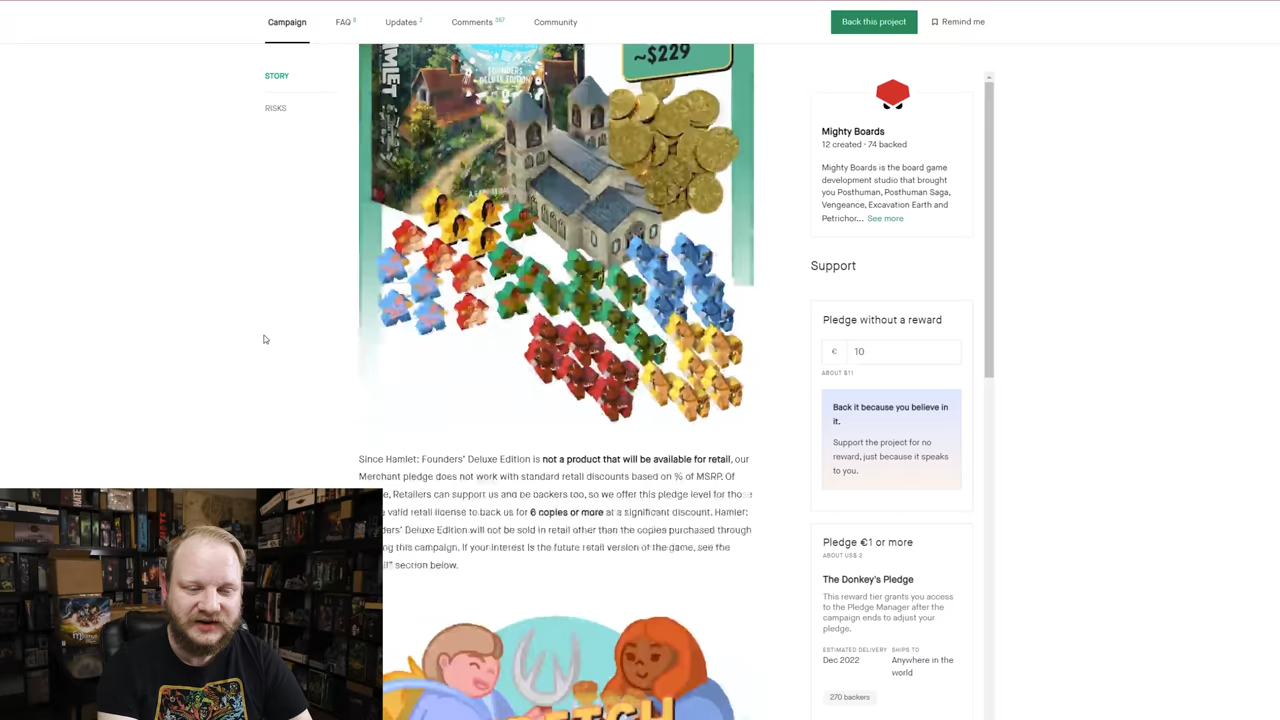 Campaign
FAQ 8
Updates 2
Comments 367
Community
Back this project
Remind me
STORY
RISKS
~$229
FOUNDERS'
DELUXE EDITION
Mighty Boards
12 created · 74 backed
Mighty Boards is the board game
development studio that brought
you Posthuman, Posthuman Saga,
Vengeance, Excavation Earth and
Petrichor... See more
Support
Pledge without a reward
€ 10
ABOUT $11
Back it because you believe in
it.
Support the project for no
reward, just because it speaks
to you.
Since Hamlet: Founders' Deluxe Edition is not a product that will be available for retail, our
Merchant pledge does not work with standard retail discounts based on % of MSRP. Of
Retailers can support us and be backers too, so we offer this pledge level for those
valid retail license to back us for 6 copies or more at a significant discount. Hamlet:
ders' Deluxe Edition will not be sold in retail other than the copies purchased through
ng this campaign. If your interest is the future retail version of the game, see the
il" section below.
Pledge €1 or more
ABOUT US$ 2
The Donkey's Pledge
This reward tier grants you access
to the Pledge Manager after the
campaign ends to adjust your
pledge.
ESTIMATED DELIVERY
Dec 2022
SHIPS TO
Anywhere in the
world
270 backers